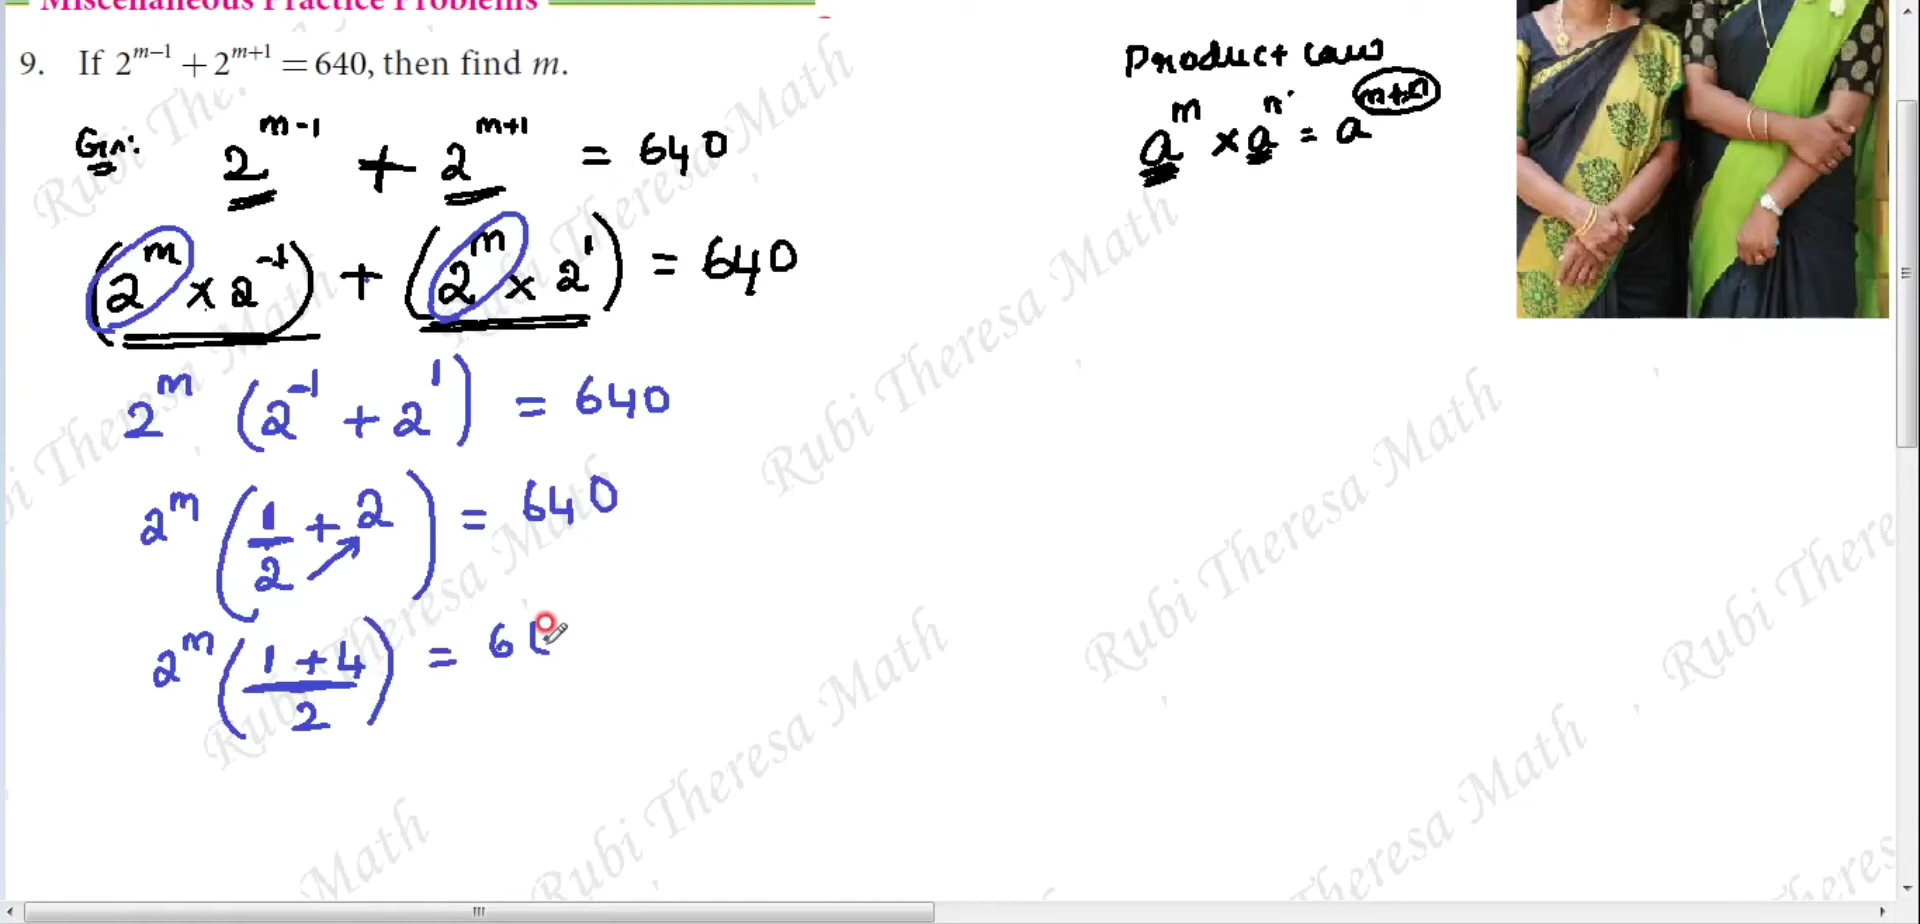 Miscellaneous Practice Problems
9. If 2^{m−1} + 2^{m+1} = 640, then find m.
Gn: 2^{m-1} + 2^{m+1} = 640
(2^m × 2^{-1}) + (2^m × 2^1) = 640
2^m (2^{-1} + 2^1) = 640
2^m (1/2 + 2) = 640
2^m ((1 + 4)/2) = 6
Product Law
a^m × a^n = a^{m+n}
Rubi Theresa Math